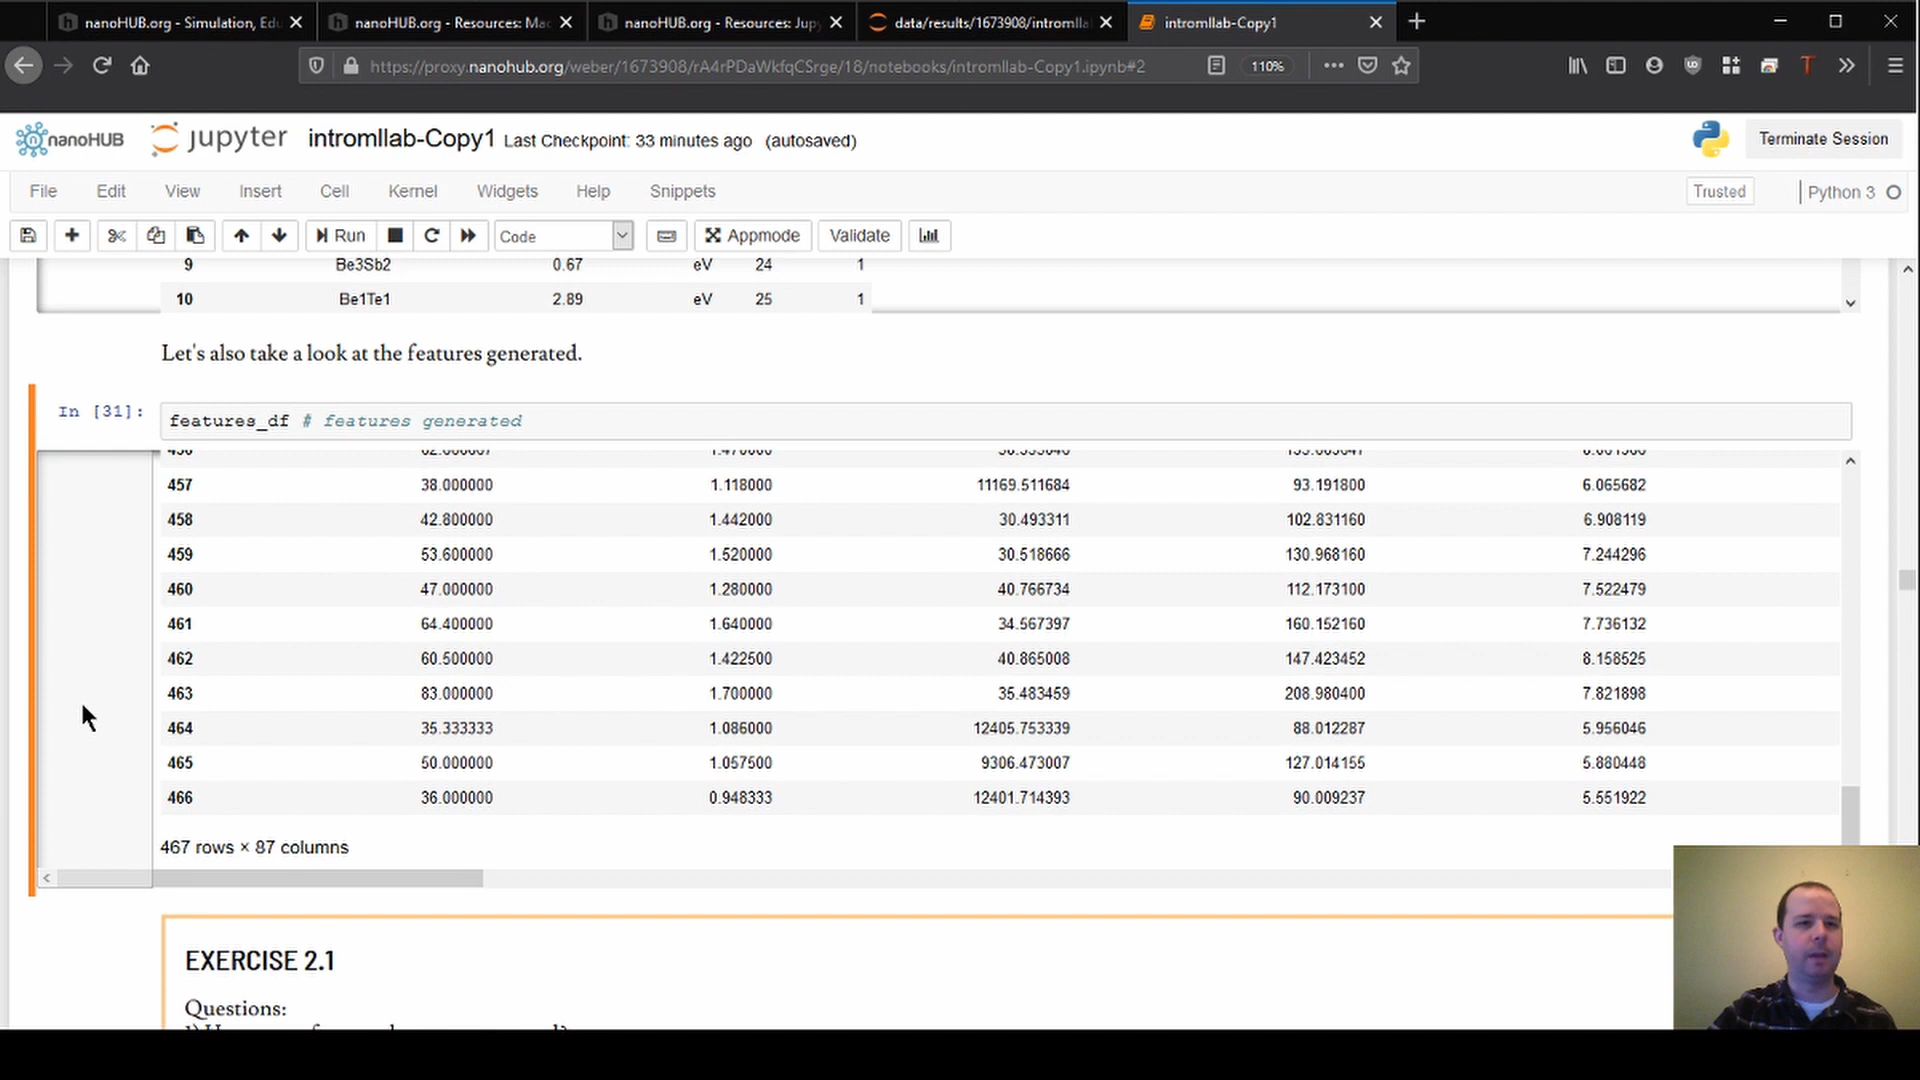 nanoHUB.org - Simulation, Edu
nanoHUB.org - Resources: Mac
nanoHUB.org - Resources: Jupy
data/results/1673908/intromllab
intromllab-Copy1
https://proxy.nanohub.org/weber/1673908/rA4rPDaWkfqCSrge/18/notebooks/intromllab-Copy1.ipynb#2
110%
nanoHUB jupyter intromllab-Copy1 Last Checkpoint: 33 minutes ago (autosaved)
Terminate Session
File Edit View Insert Cell Kernel Widgets Help Snippets
Trusted Python 3
Run Code Appmode Validate
9 Be3Sb2 0.67 eV 24 1
10 Be1Te1 2.89 eV 25 1
Let's also take a look at the features generated.
In [31]: features_df # features generated
457 38.000000 1.118000 11169.511684 93.191800 6.065682
458 42.800000 1.442000 30.493311 102.831160 6.908119
459 53.600000 1.520000 30.518666 130.968160 7.244296
460 47.000000 1.280000 40.766734 112.173100 7.522479
461 64.400000 1.640000 34.567397 160.152160 7.736132
462 60.500000 1.422500 40.865008 147.423452 8.158525
463 83.000000 1.700000 35.483459 208.980400 7.821898
464 35.333333 1.086000 12405.753339 88.012287 5.956046
465 50.000000 1.057500 9306.473007 127.014155 5.880448
466 36.000000 0.948333 12401.714393 90.009237 5.551922
467 rows × 87 columns
EXERCISE 2.1
Questions: